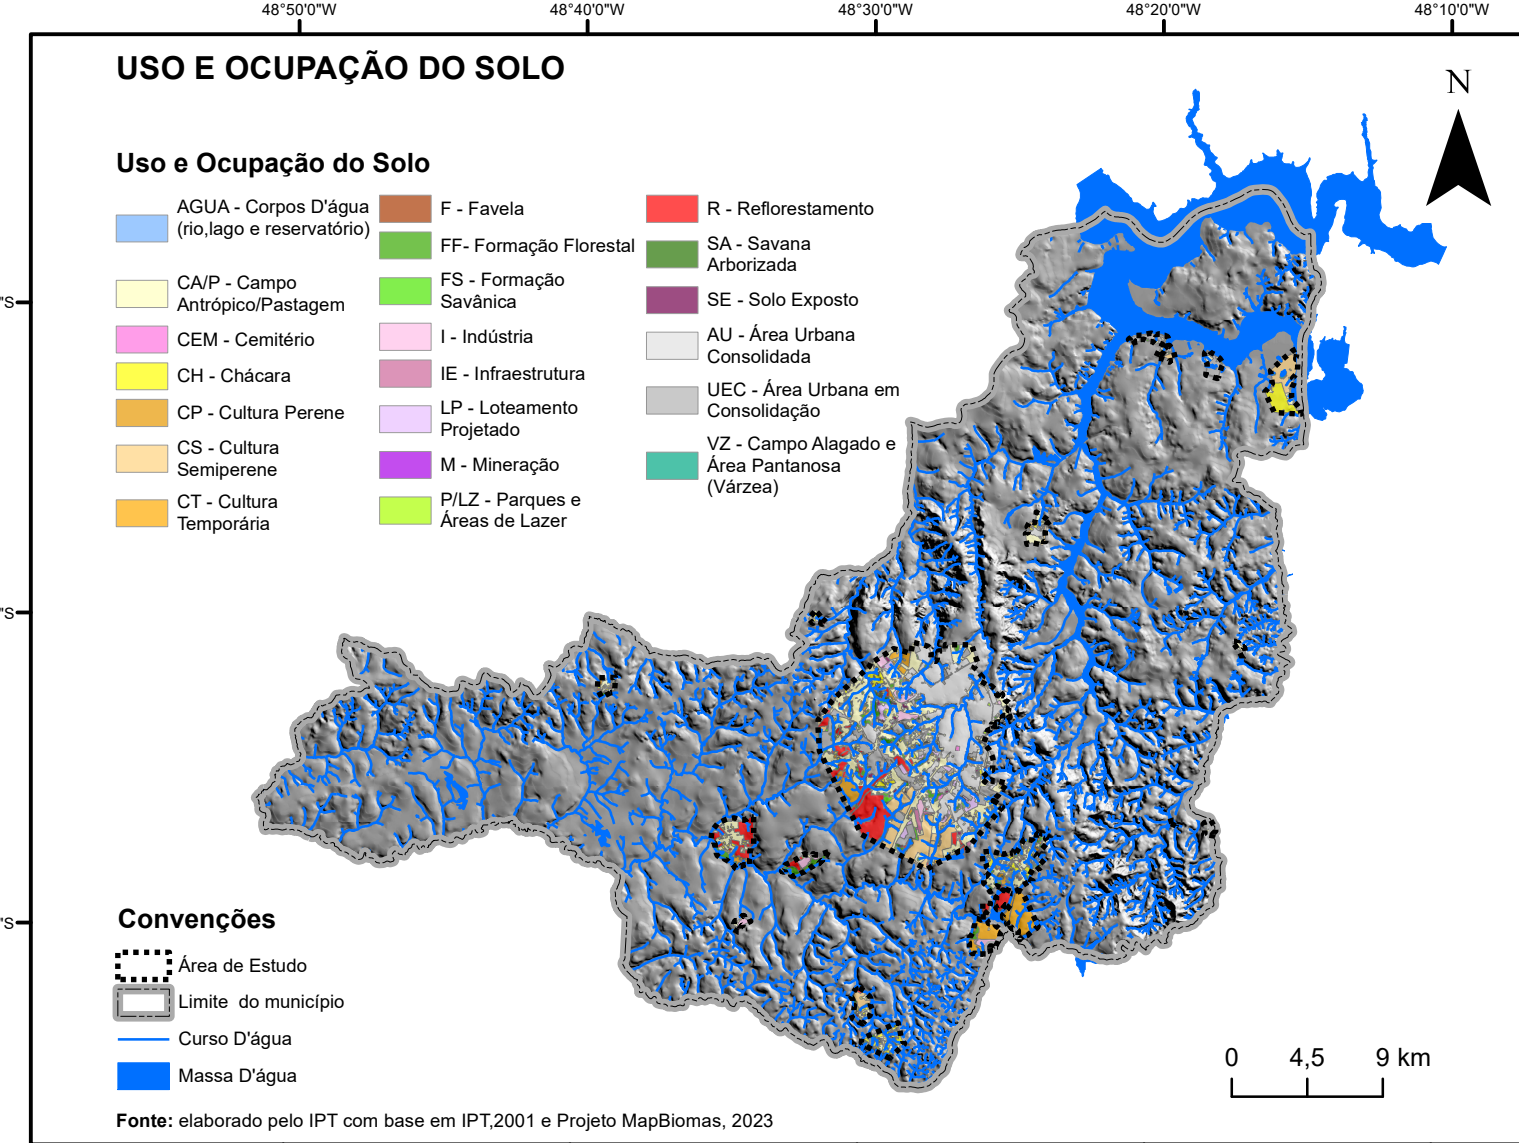 48°50'0"W 48°40'0"W 48°30'0"W 48°20'0"W 48°10'0"W
USO E OCUPAÇÃO DO SOLO
N
Uso e Ocupação do Solo
AGUA - Corpos D'água
(rio,lago e reservatório)
CA/P - Campo
Antrópico/Pastagem
CEM - Cemitério
CH - Chácara
CP - Cultura Perene
CS - Cultura
Semiperene
CT - Cultura
Temporária
F - Favela
FF- Formação Florestal
FS - Formação
Savânica
I - Indústria
IE - Infraestrutura
LP - Loteamento
Projetado
M - Mineração
P/LZ - Parques e
Áreas de Lazer
R - Reflorestamento
SA - Savana
Arborizada
SE - Solo Exposto
AU - Área Urbana
Consolidada
UEC - Área Urbana em
Consolidação
VZ - Campo Alagado e
Área Pantanosa
(Várzea)
"S
"S
"S
Convenções
Área de Estudo
Limite do município
Curso D'água
Massa D'água
0 4,5 9 km
Fonte: elaborado pelo IPT com base em IPT,2001 e Projeto MapBiomas, 2023